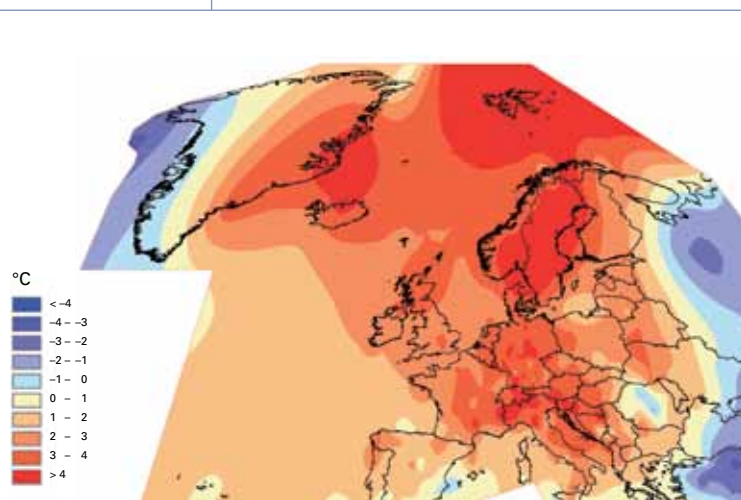 °C
< –4
–4 – –3
–3 – –2
–2 – –1
–1 – 0
0 – 1
1 – 2
2 – 3
3 – 4
> 4